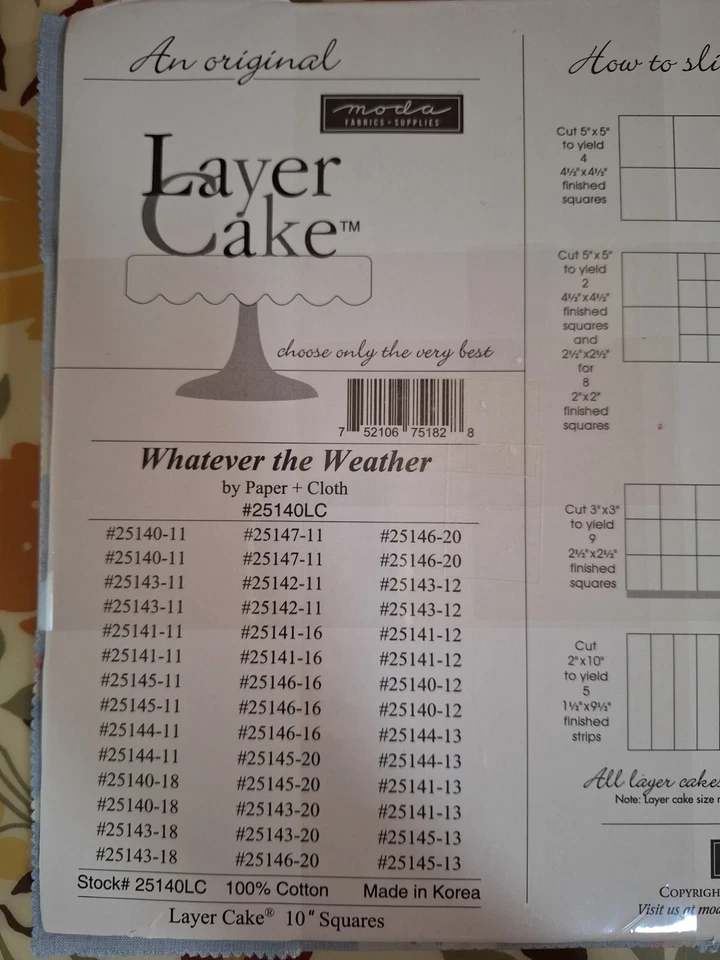 An original
moda
FABRICS + SUPPLIES
Layer
Cake™
choose only the very best
7 52106 75182 8
Whatever the Weather
by Paper + Cloth
#25140LC
#25140-11 #25147-11 #25146-20
#25140-11 #25147-11 #25146-20
#25143-11 #25142-11 #25143-12
#25143-11 #25142-11 #25143-12
#25141-11 #25141-16 #25141-12
#25141-11 #25141-16 #25141-12
#25145-11 #25146-16 #25140-12
#25145-11 #25146-16 #25140-12
#25144-11 #25146-16 #25144-13
#25144-11 #25145-20 #25144-13
#25140-18 #25145-20 #25141-13
#25140-18 #25143-20 #25141-13
#25143-18 #25143-20 #25145-13
#25143-18 #25146-20 #25145-13
Stock# 25140LC 100% Cotton Made in Korea
Layer Cake® 10" Squares
How to sli
Cut 5"x5"
to yield
4
4½"x4½"
finished
squares
Cut 5"x5"
to yield
2
4½"x4½"
finished
squares
and
2½"x2½"
for
8
2"x2"
finished
squares
Cut 3"x3"
to yield
9
2½"x2½"
finished
squares
Cut
2"x10"
to yield
5
1½"x9½"
finished
strips
All layer cakes
Note: Layer cake size
COPYRIGH
Visit us at mod